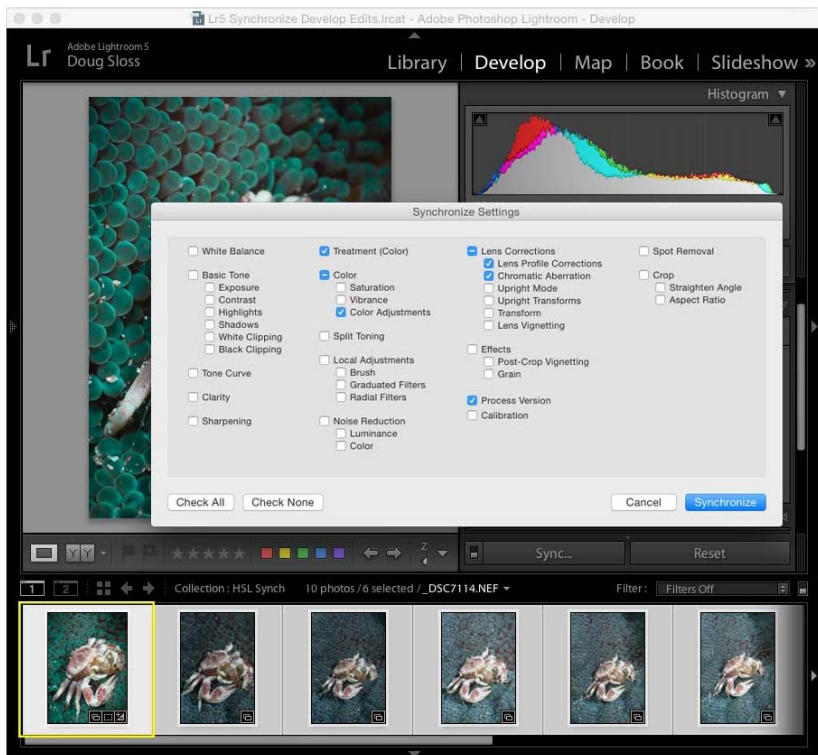 Lr5 Synchronize Develop Edits.lrcat - Adobe Photoshop Lightroom - Develop
Lr
Adobe Lightroom 5
Doug Sloss
Library | Develop | Map | Book | Slideshow »
Histogram
Synchronize Settings
White Balance
Basic Tone
Exposure
Contrast
Highlights
Shadows
White Clipping
Black Clipping
Tone Curve
Clarity
Sharpening
Treatment (Color)
Color
Saturation
Vibrance
Color Adjustments
Split Toning
Local Adjustments
Brush
Graduated Filters
Radial Filters
Noise Reduction
Luminance
Color
Lens Corrections
Lens Profile Corrections
Chromatic Aberration
Upright Mode
Upright Transforms
Transform
Lens Vignetting
Effects
Post-Crop Vignetting
Grain
Process Version
Calibration
Spot Removal
Crop
Straighten Angle
Aspect Ratio
Check All
Check None
Cancel
Synchronize
YY
Z
Sync...
Reset
1
2
Collection : HSL Synch
10 photos / 6 selected / _DSC7114.NEF
Filter :
Filters Off